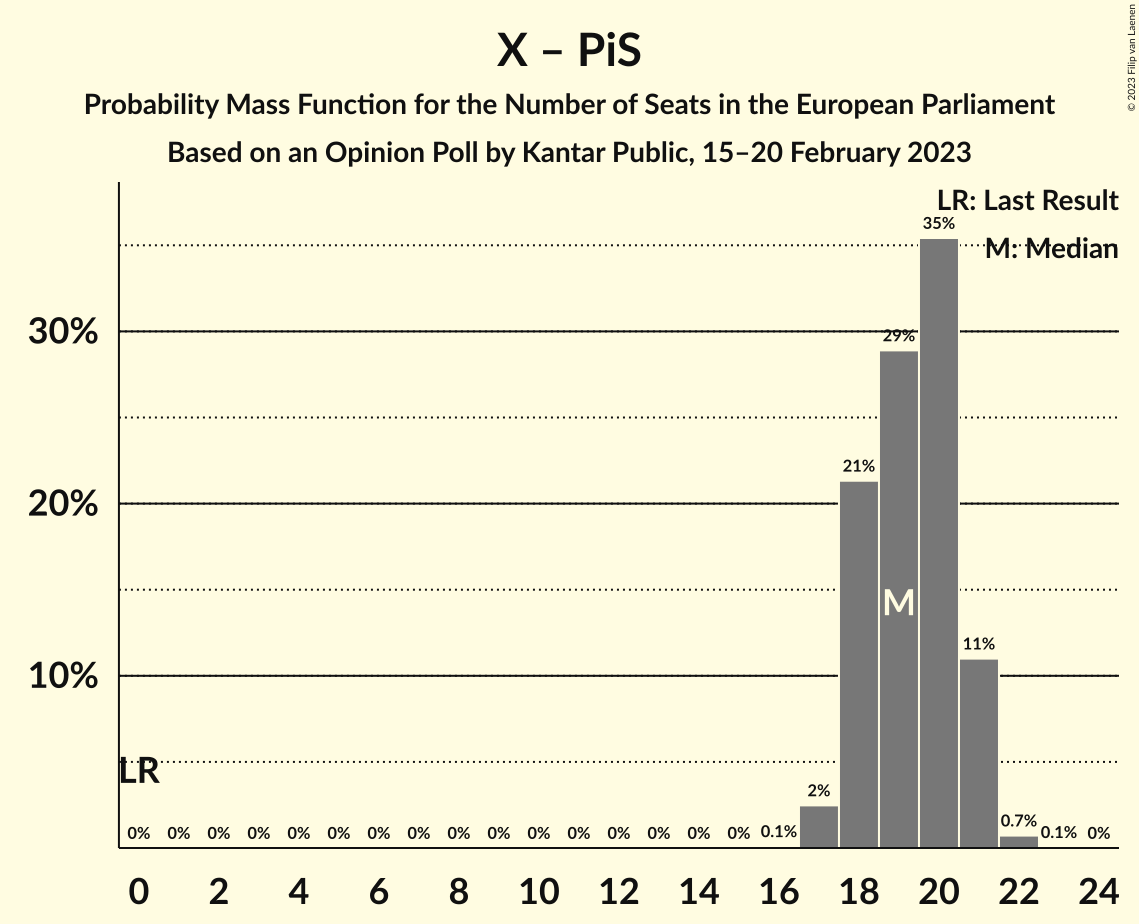 X – PiS
Probability Mass Function for the Number of Seats in the European Parliament
Based on an Opinion Poll by Kantar Public, 15–20 February 2023
© 2023 Filip van Laenen
LR: Last Result
M: Median
35%
30%
29%
21%
20%
M
11%
10%
LR
2%
0% 0% 0% 0% 0% 0% 0% 0% 0% 0% 0% 0% 0% 0% 0% 0% 0.1% 0.7% 0.1% 0%
0 2 4 6 8 10 12 14 16 18 20 22 24